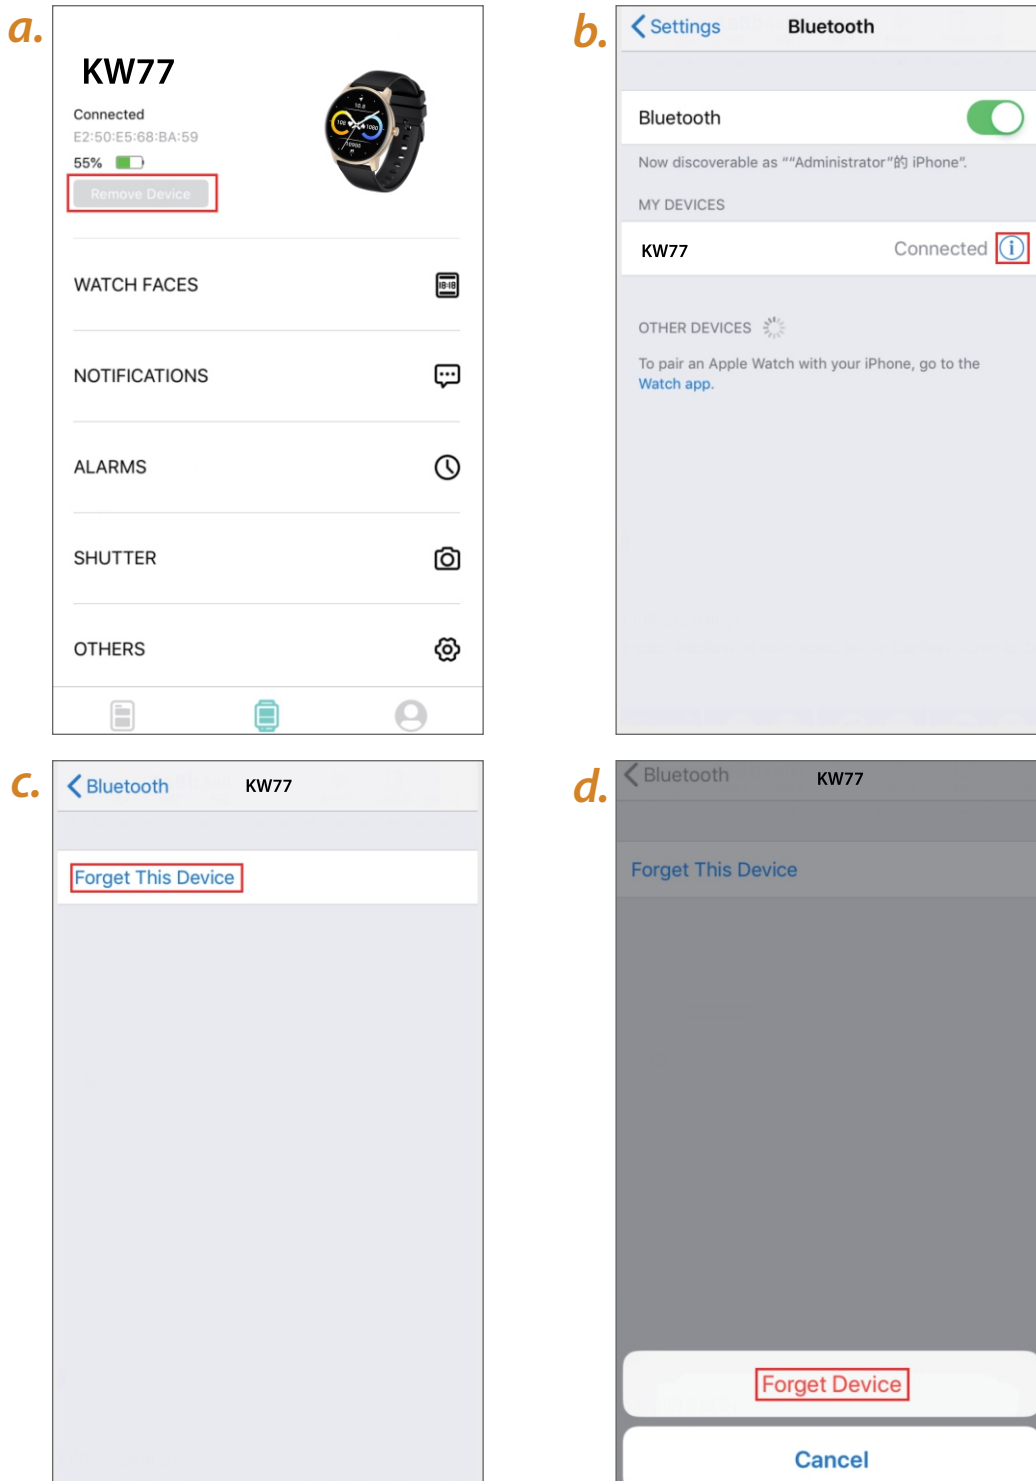 a.
KW77
Connected
E2:50:E5:68:BA:59
55%
Remove Device
WATCH FACES
18:18
NOTIFICATIONS
ALARMS
SHUTTER
OTHERS
b.
Settings
Bluetooth
Bluetooth
Now discoverable as ““Administrator”的 iPhone”.
MY DEVICES
KW77
Connected
OTHER DEVICES
To pair an Apple Watch with your iPhone, go to the
Watch app.
c.
Bluetooth
KW77
Forget This Device
d.
Bluetooth
KW77
Forget This Device
Forget Device
Cancel